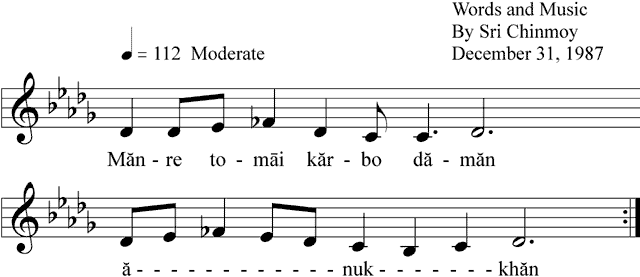 Words and Music
By Sri Chinmoy
= 112 Moderate December 31, 1987
Măn - re to - māi kăr - bo dă - măn
ă - - - - - - - - - - - - nuk - - - - - - - khăn